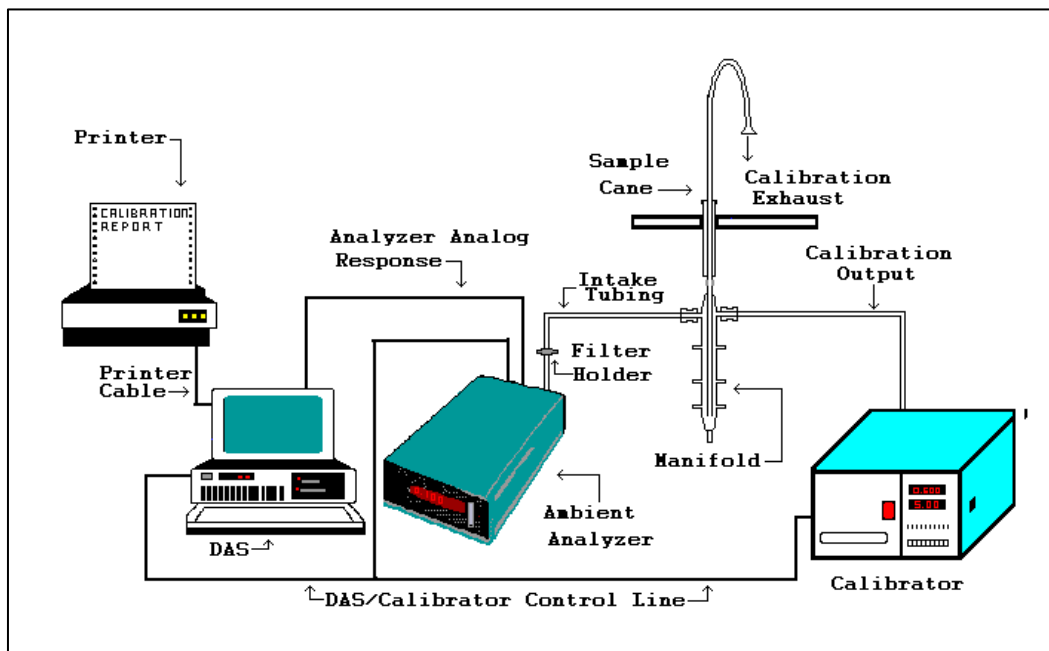 Printer
CALIBRATION
REPORT
Printer
Cable
DAS
Analyzer Analog
Response
Intake
Tubing
Filter
Holder
Ambient
Analyzer
Sample
Cane
Calibration
Exhaust
Calibration
Output
Manifold
0.600
5.00
Calibrator
DAS/Calibrator Control Line